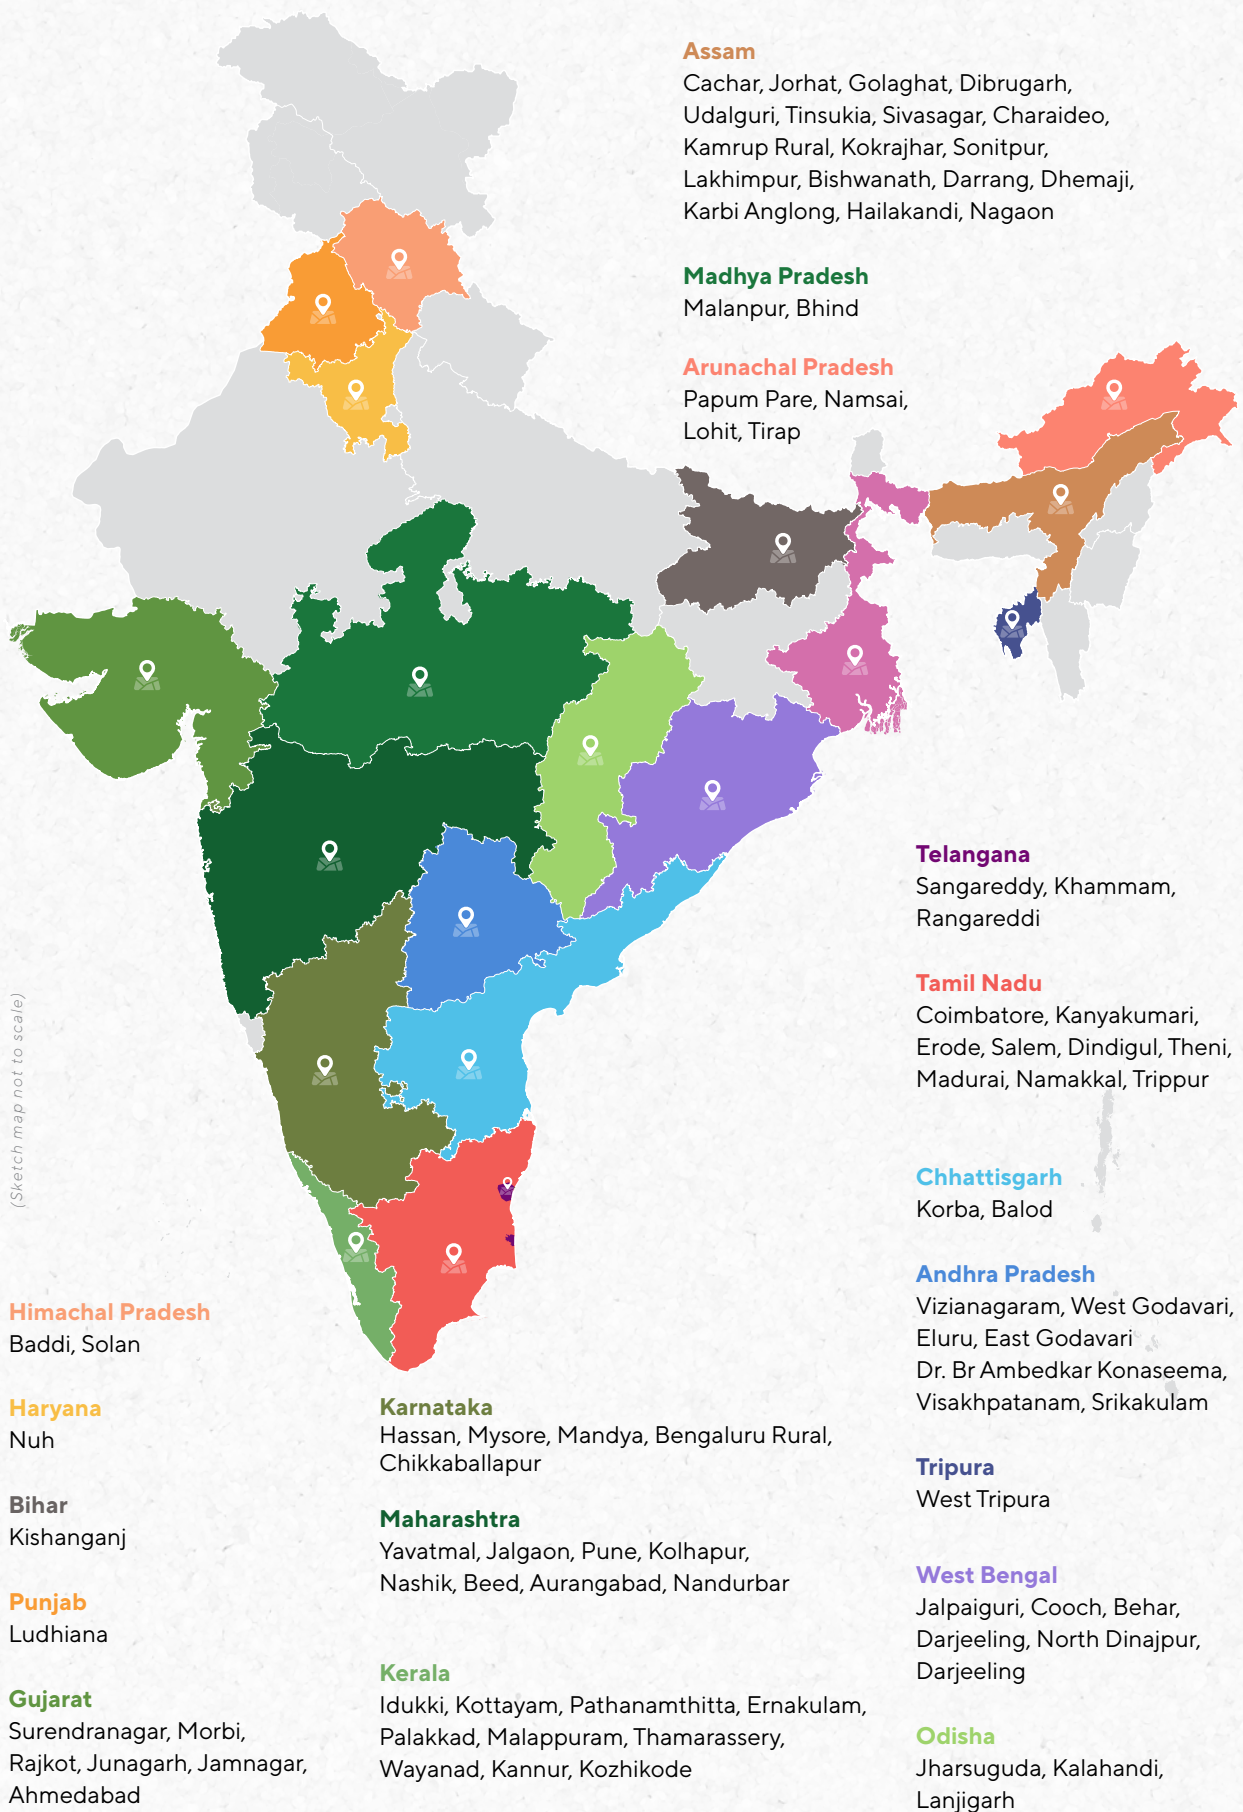 Assam
Cachar, Jorhat, Golaghat, Dibrugarh,
Udalguri, Tinsukia, Sivasagar, Charaideo,
Kamrup Rural, Kokrajhar, Sonitpur,
Lakhimpur, Bishwanath, Darrang, Dhemaji,
Karbi Anglong, Hailakandi, Nagaon
Madhya Pradesh
Malanpur, Bhind
Arunachal Pradesh
Papum Pare, Namsai,
Lohit, Tirap
Telangana
Sangareddy, Khammam,
Rangareddi
Tamil Nadu
Coimbatore, Kanyakumari,
Erode, Salem, Dindigul, Theni,
Madurai, Namakkal, Trippur
(Sketch map not to scale)
Chhattisgarh
Korba, Balod
Andhra Pradesh
Vizianagaram, West Godavari,
Eluru, East Godavari
Dr. Br Ambedkar Konaseema,
Visakhpatanam, Srikakulam
Tripura
West Tripura
West Bengal
Jalpaiguri, Cooch, Behar,
Darjeeling, North Dinajpur,
Darjeeling
Odisha
Jharsuguda, Kalahandi,
Lanjigarh
Himachal Pradesh
Baddi, Solan
Haryana
Nuh
Bihar
Kishanganj
Punjab
Ludhiana
Gujarat
Surendranagar, Morbi,
Rajkot, Junagarh, Jamnagar,
Ahmedabad
Karnataka
Hassan, Mysore, Mandya, Bengaluru Rural,
Chikkaballapur
Maharashtra
Yavatmal, Jalgaon, Pune, Kolhapur,
Nashik, Beed, Aurangabad, Nandurbar
Kerala
Idukki, Kottayam, Pathanamthitta, Ernakulam,
Palakkad, Malappuram, Thamarassery,
Wayanad, Kannur, Kozhikode